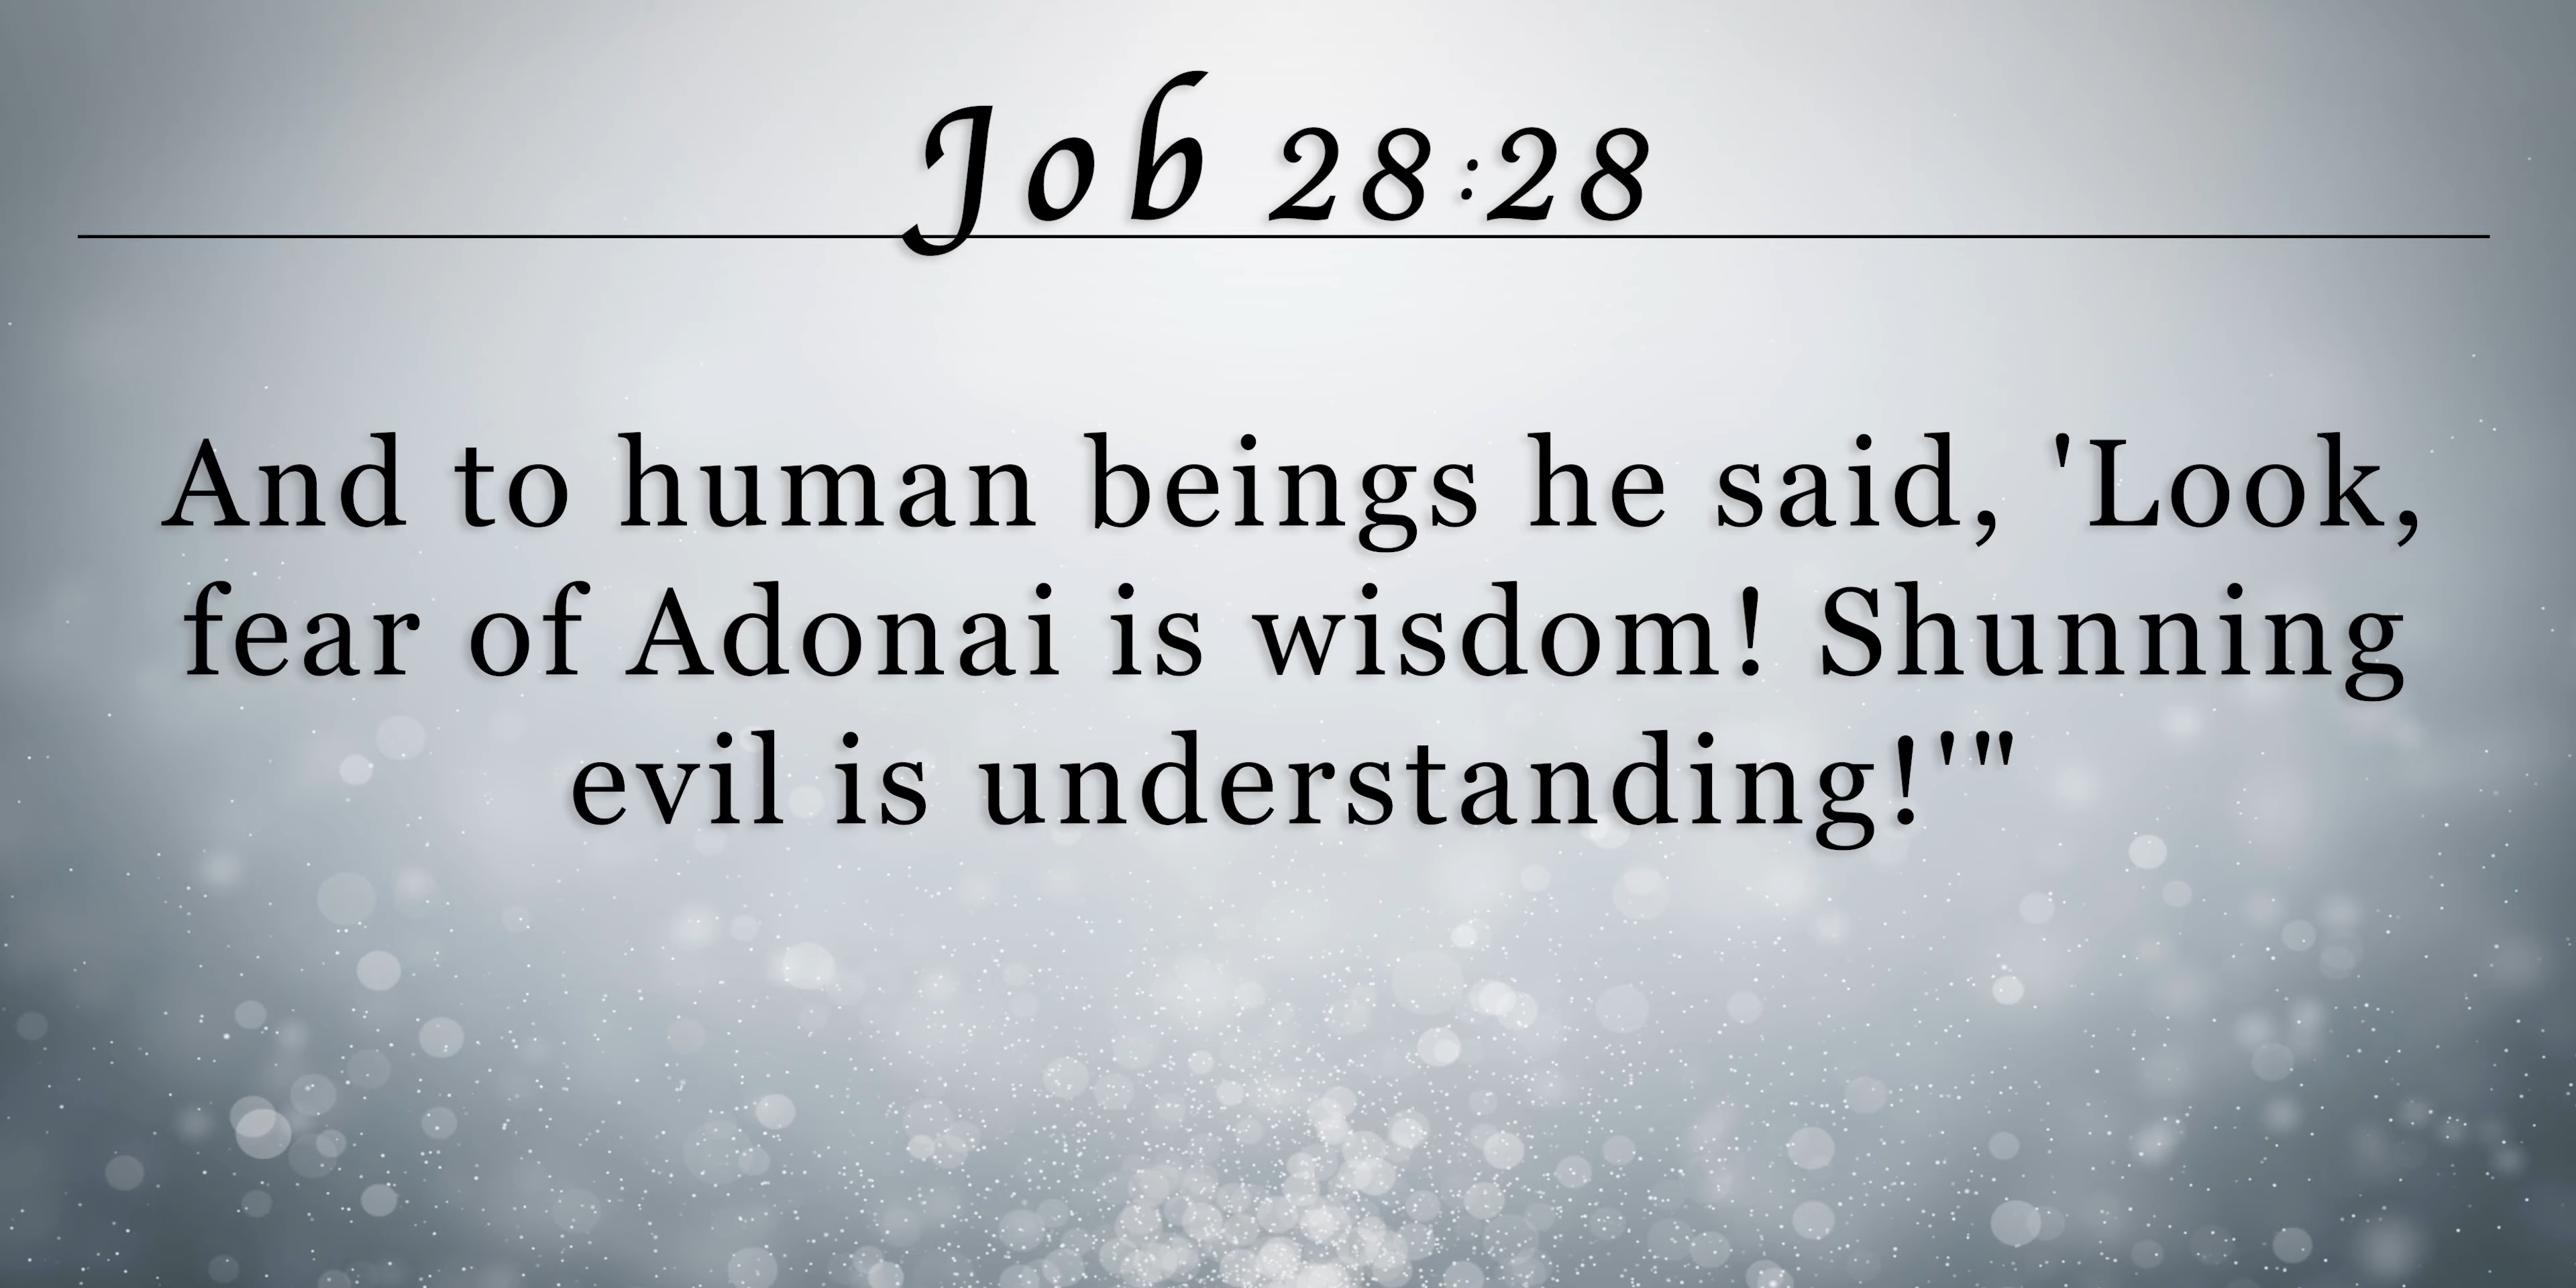 Job 28:28
And to human beings he said, 'Look,
fear of Adonai is wisdom! Shunning
evil is understanding!'"